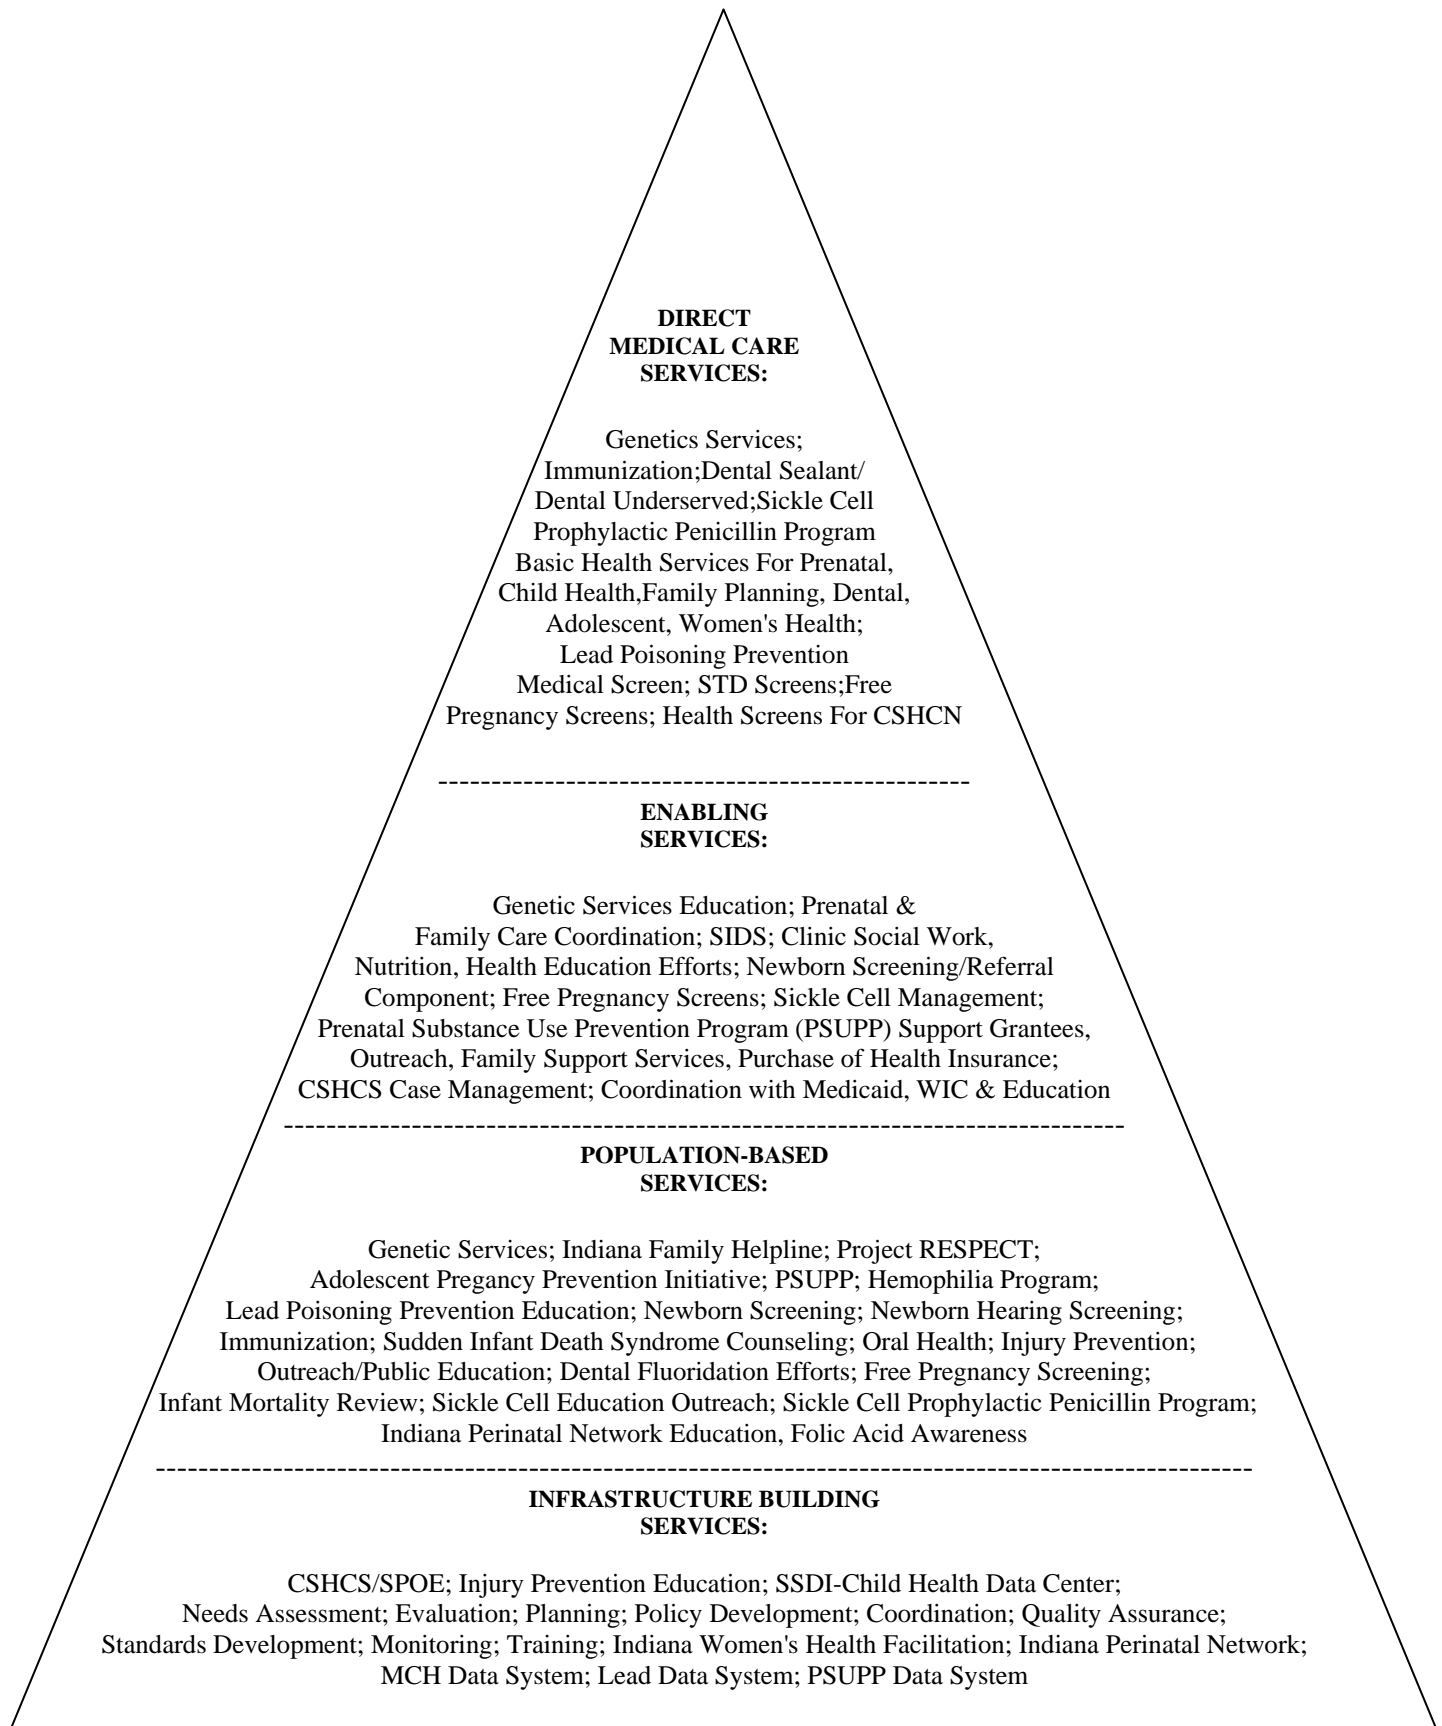 DIRECT
MEDICAL CARE
SERVICES:
Genetics Services;
Immunization;Dental Sealant/
Dental Underserved;Sickle Cell
Prophylactic Penicillin Program
Basic Health Services For Prenatal,
Child Health,Family Planning, Dental,
Adolescent, Women's Health;
Lead Poisoning Prevention
Medical Screen; STD Screens;Free
Pregnancy Screens; Health Screens For CSHCN
--------------------------------------------------
ENABLING
SERVICES:
Genetic Services Education; Prenatal &
Family Care Coordination; SIDS; Clinic Social Work,
Nutrition, Health Education Efforts; Newborn Screening/Referral
Component; Free Pregnancy Screens; Sickle Cell Management;
Prenatal Substance Use Prevention Program (PSUPP) Support Grantees,
Outreach, Family Support Services, Purchase of Health Insurance;
CSHCS Case Management; Coordination with Medicaid, WIC & Education
-------------------------------------------------------------------------------
POPULATION-BASED
SERVICES:
Genetic Services; Indiana Family Helpline; Project RESPECT;
Adolescent Pregancy Prevention Initiative; PSUPP; Hemophilia Program;
Lead Poisoning Prevention Education; Newborn Screening; Newborn Hearing Screening;
Immunization; Sudden Infant Death Syndrome Counseling; Oral Health; Injury Prevention;
Outreach/Public Education; Dental Fluoridation Efforts; Free Pregnancy Screening;
Infant Mortality Review; Sickle Cell Education Outreach; Sickle Cell Prophylactic Penicillin Program;
Indiana Perinatal Network Education, Folic Acid Awareness
-------------------------------------------------------------------------------------------------------
INFRASTRUCTURE BUILDING
SERVICES:
CSHCS/SPOE; Injury Prevention Education; SSDI-Child Health Data Center;
Needs Assessment; Evaluation; Planning; Policy Development; Coordination; Quality Assurance;
Standards Development; Monitoring; Training; Indiana Women's Health Facilitation; Indiana Perinatal Network;
MCH Data System; Lead Data System; PSUPP Data System